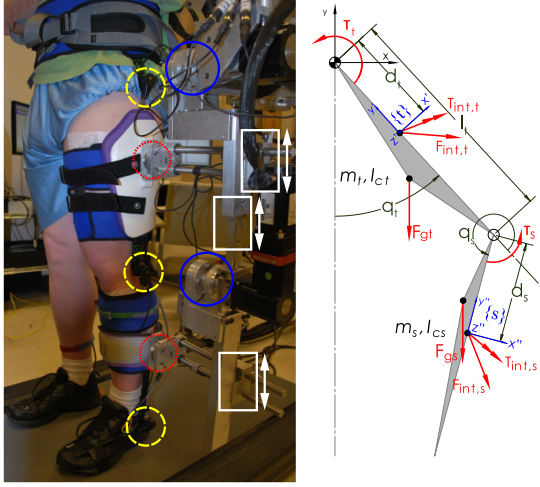 y
T_t
x
d_t
l_t
y'
{t}
x'
z'
T_int,t
F_int,t
m_t, I_ct
q_t
F_gt
q_s
T_s
d_s
y"
{s}
m_s, I_cs
z"
x"
F_gs
T_int,s
F_int,s